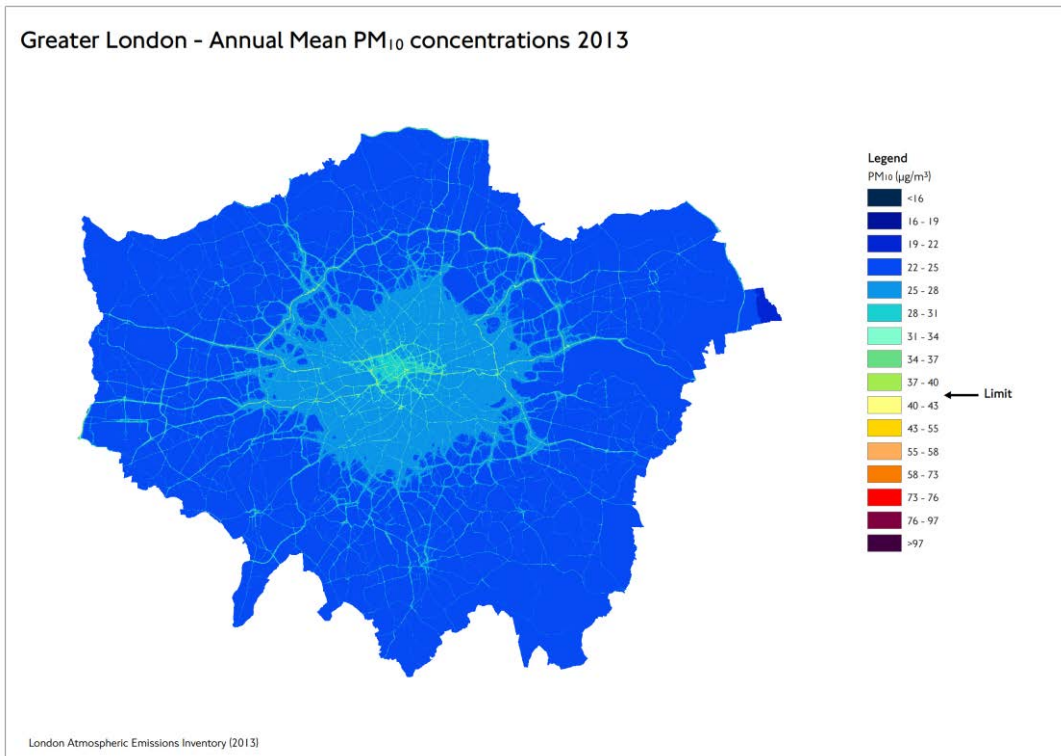 Greater London - Annual Mean PM₁₀ concentrations 2013
Legend
PM₁₀ (µg/m³)
<16
16 - 19
19 - 22
22 - 25
25 - 28
28 - 31
31 - 34
34 - 37
37 - 40
Limit
40 - 43
43 - 55
55 - 58
58 - 73
73 - 76
76 - 97
>97
London Atmospheric Emissions Inventory (2013)